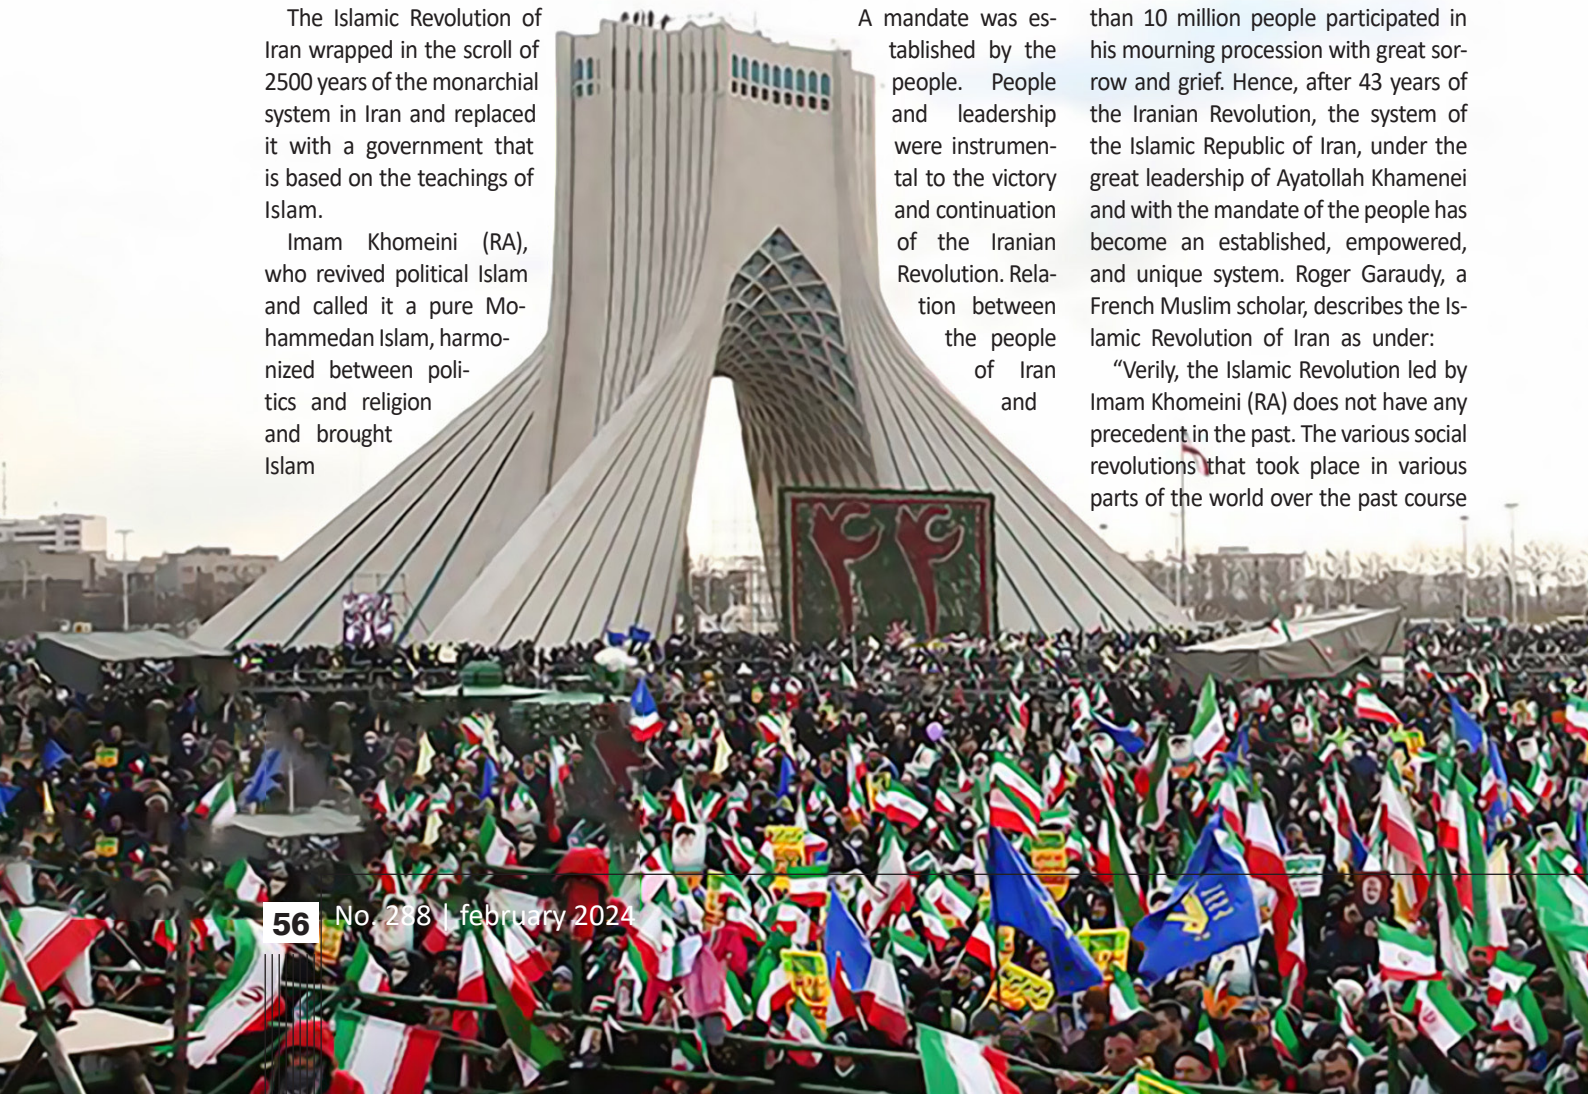 The Islamic Revolution of
Iran wrapped in the scroll of
2500 years of the monarchial
system in Iran and replaced
it with a government that
is based on the teachings of
Islam.
Imam Khomeini (RA),
who revived political Islam
and called it a pure Mo-
hammedan Islam, harmo-
nized between poli-
tics and religion
and brought
Islam
A mandate was es-
tablished by the
people. People
and leadership
were instrumen-
tal to the victory
and continuation
of the Iranian
Revolution. Rela-
tion between
the people
of Iran
and
than 10 million people participated in
his mourning procession with great sor-
row and grief. Hence, after 43 years of
the Iranian Revolution, the system of
the Islamic Republic of Iran, under the
great leadership of Ayatollah Khamenei
and with the mandate of the people has
become an established, empowered,
and unique system. Roger Garaudy, a
French Muslim scholar, describes the Is-
lamic Revolution of Iran as under:
“Verily, the Islamic Revolution led by
Imam Khomeini (RA) does not have any
precedent in the past. The various social
revolutions that took place in various
parts of the world over the past course
۴۴
56 No. 288 | february 2024